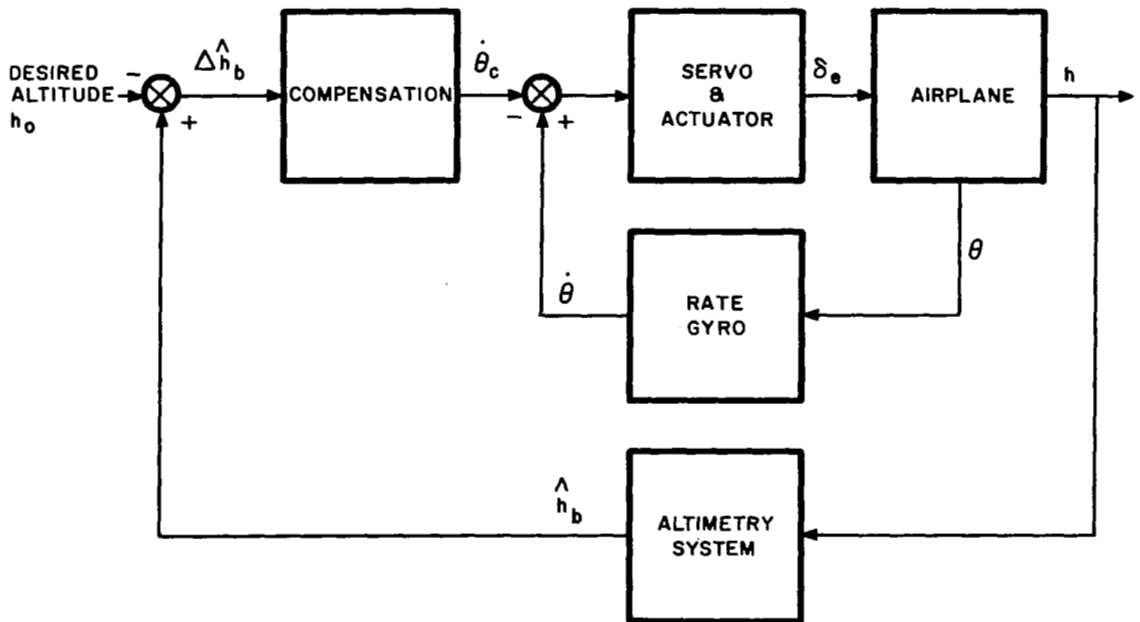 DESIRED
ALTITUDE
h₀
−
+
Δĥ_b
COMPENSATION
θ̇_c
−
+
SERVO
&
ACTUATOR
δ_e
AIRPLANE
h
θ
RATE
GYRO
θ̇
ALTIMETRY
SYSTEM
ĥ_b